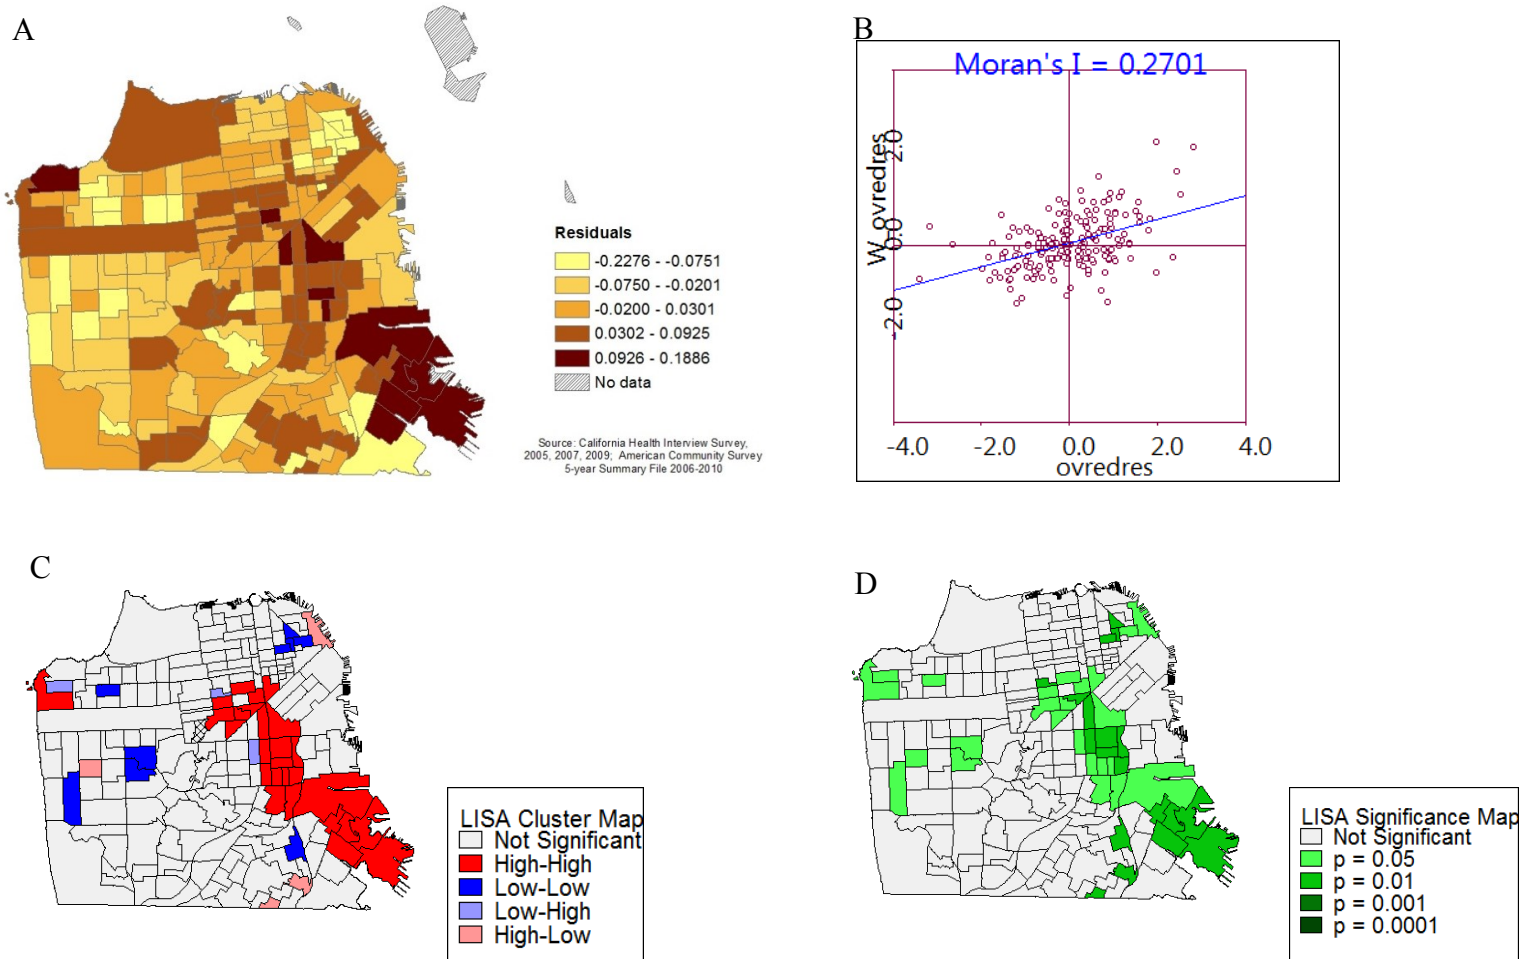 A
Residuals
-0.2276 - -0.0751
-0.0750 - -0.0201
-0.0200 - 0.0301
0.0302 - 0.0925
0.0926 - 0.1886
No data
Source: California Health Interview Survey,
2005, 2007, 2009; American Community Survey
5-year Summary File 2006-2010
B
Moran's I = 0.2701
W_ovredres
2.0
0.0
-2.0
-4.0 -2.0 0.0 2.0 4.0
ovredres
C
LISA Cluster Map
Not Significant
High-High
Low-Low
Low-High
High-Low
D
LISA Significance Map
Not Significant
p = 0.05
p = 0.01
p = 0.001
p = 0.0001